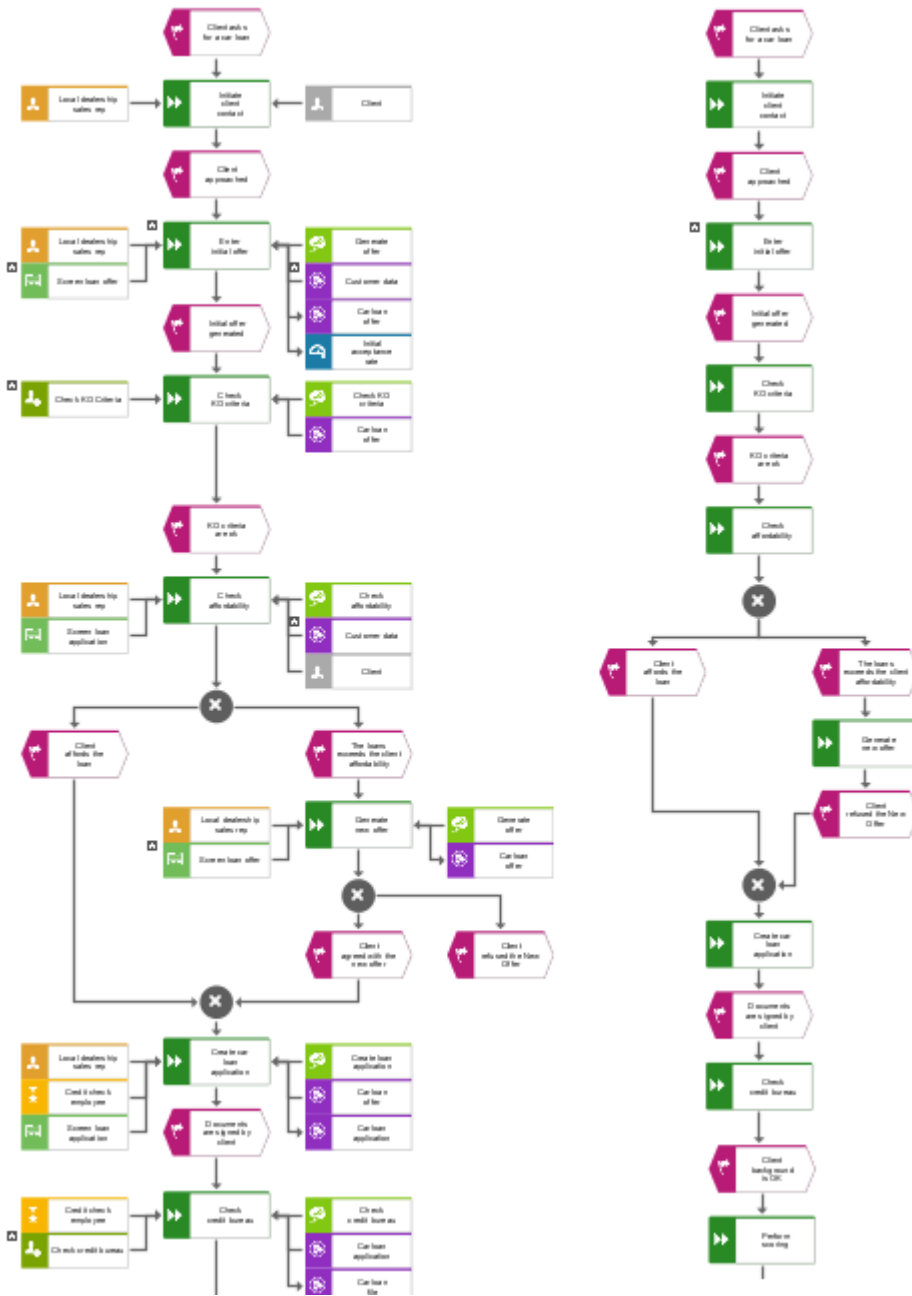 Client asks
for a car loan
Local dealership
sales rep
Initiate
client
contact
Client
Client
approached
Local dealership
sales rep
Screen loan offer
Enter
initial offer
Generate
offer
Customer data
Car loan
offer
Initial
acceptance
rate
Initial offer
generated
Check KO Criteria
Check
KO criteria
Check KO
criteria
Car loan
offer
KO criteria
are ok
Local dealership
sales rep
Screen loan
application
Check
affordability
Check
affordability
Customer data
Client
Client
affords the
loan
The loans
exceeds the client
affordability
Local dealership
sales rep
Screen loan offer
Generate
new offer
Generate
offer
Car loan
offer
Client
agreed with the
new offer
Client
refused the New
Offer
Local dealership
sales rep
Credit check
employee
Screen loan
application
Create car
loan
application
Create loan
application
Car loan
offer
Car loan
application
Documents
are signed by
client
Credit check
employee
Check credit bureas
Check
credit bureas
Check
credit bureas
Car loan
application
Car loan
file
Client asks
for a car loan
Initiate
client
contact
Client
approached
Enter
initial offer
Initial offer
generated
Check
KO criteria
KO criteria
are ok
Check
affordability
Client
affords the
loan
The loans
exceeds the client
affordability
Generate
new offer
Client
refused the New
Offer
Create car
loan
application
Documents
are signed by
client
Check
credit bureas
Client
background
is OK
Perform
scoring